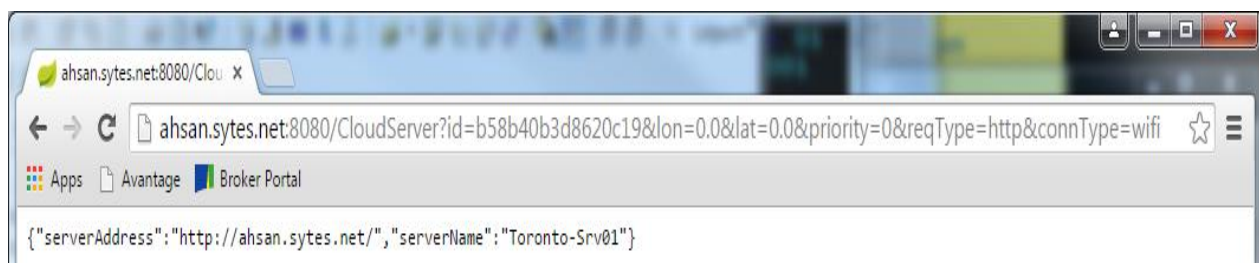 ahsan.sytes.net:8080/Clou
ahsan.sytes.net:8080/CloudServer?id=b58b40b3d8620c19&lon=0.0&lat=0.0&priority=0&reqType=http&connType=wifi
Apps Avantage Broker Portal
{"serverAddress":"http://ahsan.sytes.net/","serverName":"Toronto-Srv01"}